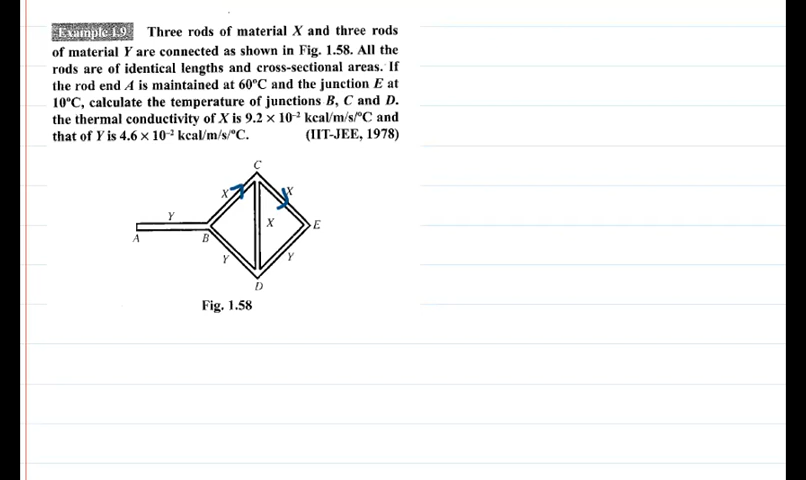 Example 1.9 Three rods of material X and three rods
of material Y are connected as shown in Fig. 1.58. All the
rods are of identical lengths and cross-sectional areas. If
the rod end A is maintained at 60°C and the junction E at
10°C, calculate the temperature of junctions B, C and D.
the thermal conductivity of X is 9.2 × 10⁻² kcal/m/s/°C and
that of Y is 4.6 × 10⁻² kcal/m/s/°C. (IIT-JEE, 1978)
C
X X
Y X E
A B
Y Y
D
Fig. 1.58